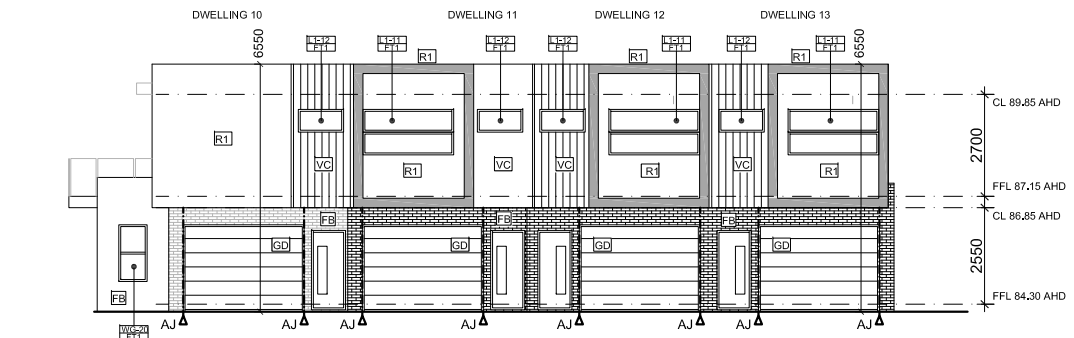 DWELLING 10 DWELLING 11 DWELLING 12 DWELLING 13
6550 L1-12 L1-11 L1-12 L1-12 L1-11 L1-12 6550
FT1 FT1 FT1 FT1 FT1 FT1
R1 R1 R1
CL 89.85 AHD
R1
2700
VC VC VC VC
R1 R1 R1
FFL 87.15 AHD
CL 86.85 AHD
FB FB FB
GD GD GD GD
2550
FB
FFL 84.30 AHD
WC-20
FT1
AJ AJ AJ AJ AJ AJ AJ AJ